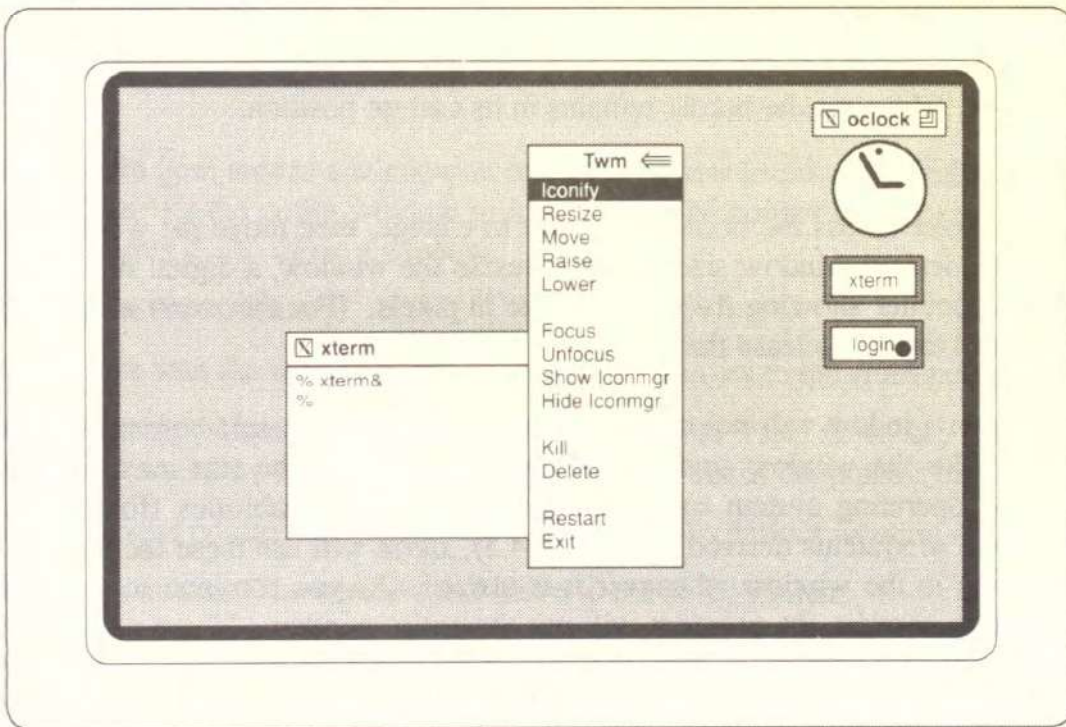 oclock
Twm
Iconify
Resize
Move
Raise
Lower
Focus
Unfocus
Show Iconmgr
Hide Iconmgr
Kill
Delete
Restart
Exit
xterm
% xterm&
%
xterm
login